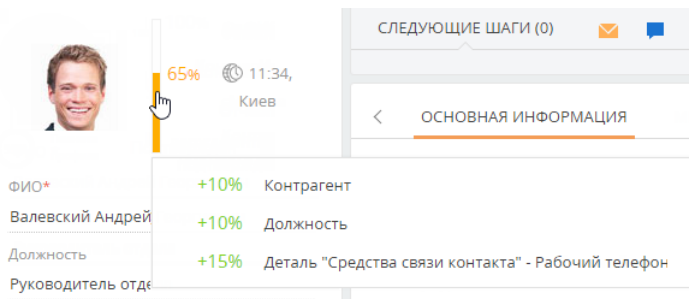 СЛЕДУЮЩИЕ ШАГИ (0)
65%
11:34,
Киев
ОСНОВНАЯ ИНФОРМАЦИЯ
ФИО*
Валевский Андрей
Должность
Руководитель отде
+10% Контрагент
+10% Должность
+15% Деталь "Средства связи контакта" - Рабочий телефон